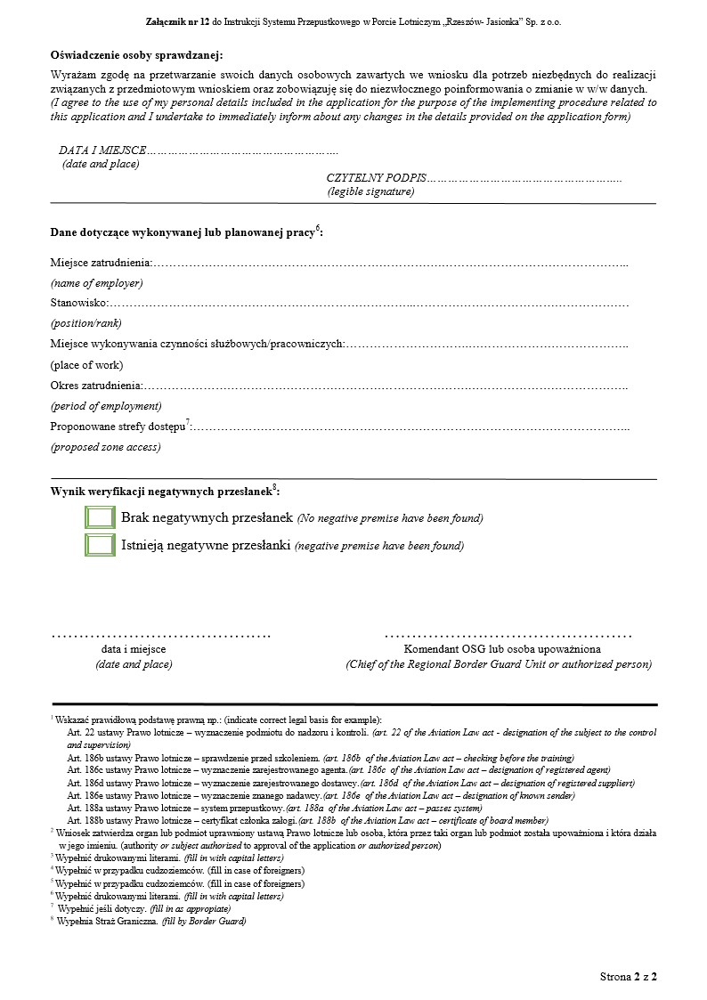 Załącznik nr 12 do Instrukcji Systemu Przepustkowego w Porcie Lotniczym „Rzeszów- Jasionka” Sp. z o.o.
Oświadczenie osoby sprawdzanej:
Wyrażam zgodę na przetwarzanie swoich danych osobowych zawartych we wniosku dla potrzeb niezbędnych do realizacji
związanych z przedmiotowym wnioskiem oraz zobowiązuję się do niezwłocznego poinformowania o zmianie w w/w danych.
(I agree to the use of my personal details included in the application for the purpose of the implementing procedure related to
this application and I undertake to immediately inform about any changes in the details provided on the application form)
DATA I MIEJSCE……………………………………………….
(date and place)
CZYTELNY PODPIS………………………………………………..
(legible signature)
Dane dotyczące wykonywanej lub planowanej pracy6:
Miejsce zatrudnienia:……………………………………………………………………………………………………………………..
(name of employer)
Stanowisko:…………………………………………………………………………………………………………………………………
(position/rank)
Miejsce wykonywania czynności służbowych/pracowniczych:……………………………………………………………………..
(place of work)
Okres zatrudnienia:………………………………………………………………………………………………………………………..
(period of employment)
Proponowane strefy dostępu7:……………………………………………………………………………………………………………..
(proposed zone access)
Wynik weryfikacji negatywnych przesłanek8:
Brak negatywnych przesłanek (No negative premise have been found)
Istnieją negatywne przesłanki (negative premise have been found)
…………………………………. ………………………………………
data i miejsce Komendant OSG lub osoba upoważniona
(date and place) (Chief of the Regional Border Guard Unit or authorized person)
1 Wskazać prawidłową podstawę prawną np.: (indicate correct legal basis for example):
Art. 22 ustawy Prawo lotnicze – wyznaczenie podmiotu do nadzoru i kontroli. (art. 22 of the Aviation Law act - designation of the subject to the control
and supervision)
Art. 186b ustawy Prawo lotnicze – sprawdzenie przed szkoleniem. (art. 186b of the Aviation Law act – checking before the training)
Art. 186c ustawy Prawo lotnicze – wyznaczenie zarejestrowanego agenta.(art. 186c of the Aviation Law act – designation of registered agent)
Art. 186d ustawy Prawo lotnicze – wyznaczenie zarejestrowanego dostawcy.(art. 186d of the Aviation Law act – designation of registered suppliert)
Art. 186e ustawy Prawo lotnicze – wyznaczenie znanego nadawcy.(art. 186e of the Aviation Law act – designation of known sender)
Art. 188a ustawy Prawo lotnicze – system przepustkowy.(art. 188a of the Aviation Law act – passes system)
Art. 188b ustawy Prawo lotnicze – certyfikat członka załogi.(art. 188b of the Aviation Law act – certificate of board member)
2 Wniosek zatwierdza organ lub podmiot uprawniony ustawą Prawo lotnicze lub osoba, która przez taki organ lub podmiot została upoważniona i która działa
w jego imieniu. (authority or subject authorized to approval of the application or authorized person)
3 Wypełnić drukowanymi literami. (fill in with capital letters)
4 Wypełnić w przypadku cudzoziemców. (fill in case of foreigners)
5 Wypełnić w przypadku cudzoziemców. (fill in case of foreigners)
6 Wypełnić drukowanymi literami. (fill in with capital letters)
7 Wypełnić jeśli dotyczy. (fill in as appropiate)
8 Wypełnia Straż Graniczna. (fill by Border Guard)
Strona 2 z 2